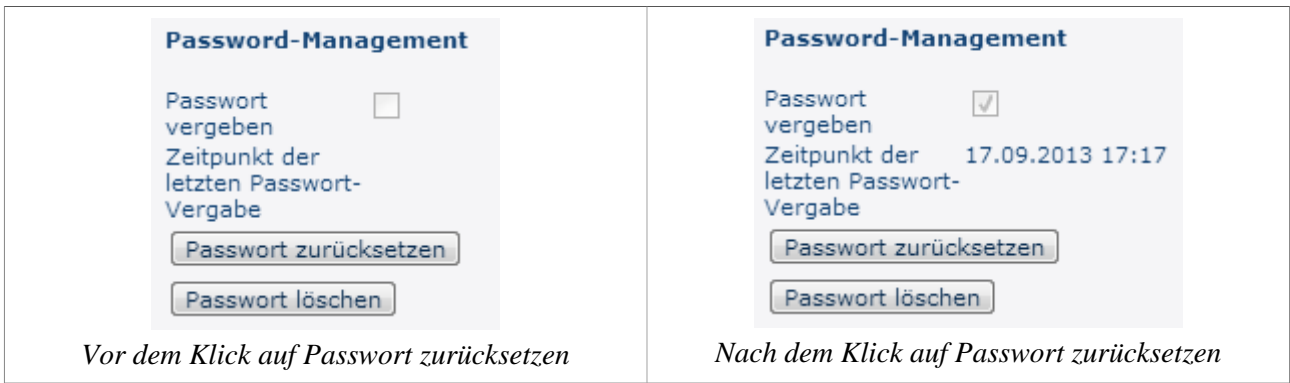 Password-Management
Passwort
vergeben
Zeitpunkt der
letzten Passwort-
Vergabe
Passwort zurücksetzen
Passwort löschen
Vor dem Klick auf Passwort zurücksetzen
Password-Management
Passwort
vergeben
Zeitpunkt der 17.09.2013 17:17
letzten Passwort-
Vergabe
Passwort zurücksetzen
Passwort löschen
Nach dem Klick auf Passwort zurücksetzen